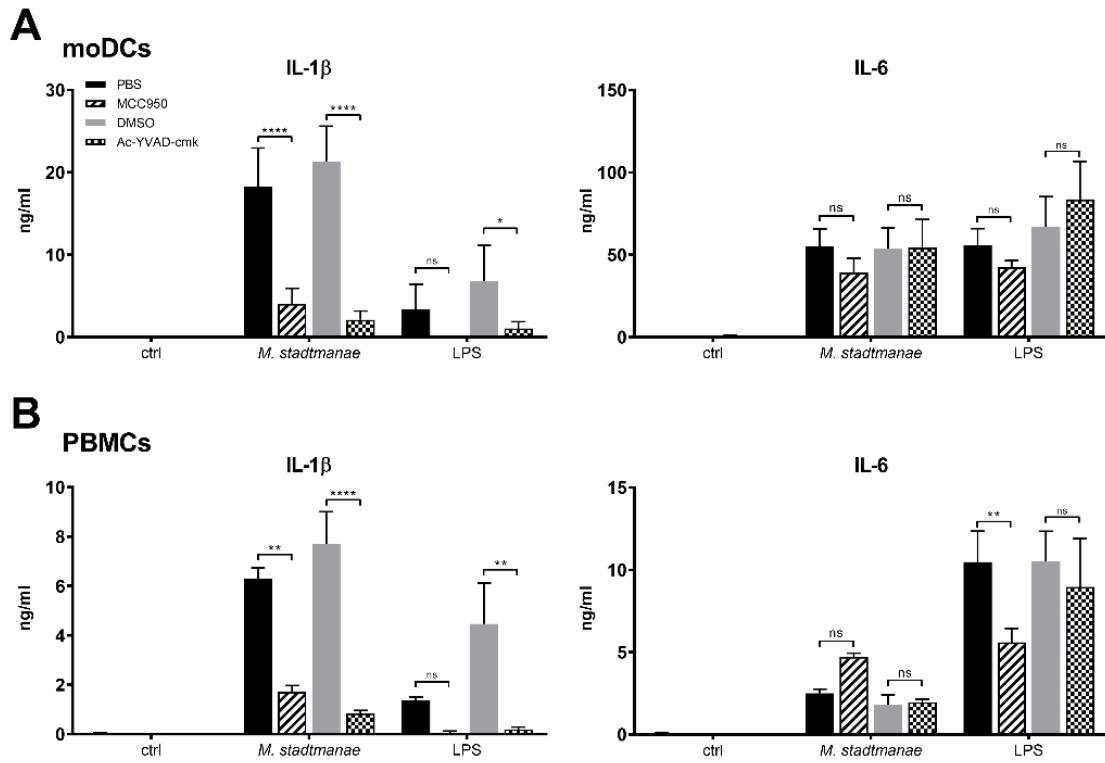 A
moDCs
IL-1β
PBS
MCC950
DMSO
Ac-YVAD-cmk
30
20
10
0
ng/ml
****
****
ns
*
ctrl
M. stadtmanae
LPS
IL-6
150
100
50
0
ng/ml
ns
ns
ns
ns
ctrl
M. stadtmanae
LPS
B
PBMCs
IL-1β
10
8
6
4
2
0
ng/ml
**
****
ns
**
ctrl
M. stadtmanae
LPS
IL-6
15
10
5
0
ng/ml
ns
ns
**
ns
ctrl
M. stadtmanae
LPS